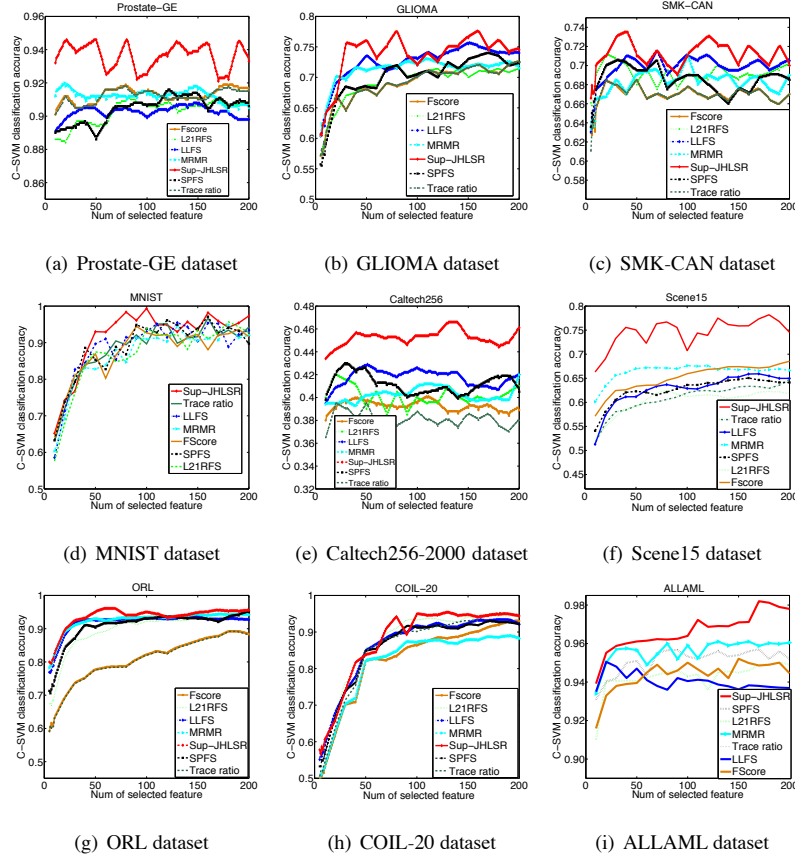 Prostate-GE
C-SVM classification accuracy
0.96
0.94
0.92
0.9
0.88
0.86
0
50
100
150
200
Num of selected feature
Fscore
L21RFS
LLFS
MRMR
Sup-JHLSR
SPFS
Trace ratio
(a) Prostate-GE dataset
GLIOMA
C-SVM classification accuracy
0.8
0.75
0.7
0.65
0.6
0.55
0.5
0
50
100
150
200
Num of selected feature
Fscore
L21RFS
LLFS
MRMR
Sup-JHLSR
SPFS
Trace ratio
(b) GLIOMA dataset
SMK-CAN
C-SVM classification accuracy
0.74
0.72
0.7
0.68
0.66
0.64
0.62
0.6
0.58
0
50
100
150
200
Num of selected feature
Fscore
L21RFS
LLFS
MRMR
Sup-JHLSR
SPFS
Trace ratio
(c) SMK-CAN dataset
MNIST
C-SVM classification accuracy
1
0.9
0.8
0.7
0.6
0.5
0
50
100
150
200
Num of selected feature
Sup-JHLSR
Trace ratio
LLFS
MRMR
FScore
SPFS
L21RFS
(d) MNIST dataset
Caltech256
C-SVM classification accuracy
0.48
0.46
0.44
0.42
0.4
0.38
0.36
0.34
0.32
0
50
100
150
200
Num of selected feature
Fscore
L21RFS
LLFS
MRMR
Sup-JHLSR
SPFS
Trace ratio
(e) Caltech256-2000 dataset
Scene15
C-SVM classification accuracy
0.8
0.75
0.7
0.65
0.6
0.55
0.5
0.45
0
50
100
150
200
Num of selected feature
Sup-JHLSR
Trace ratio
LLFS
MRMR
SPFS
L21RFS
Fscore
(f) Scene15 dataset
ORL
C-SVM classification accuracy
1
0.9
0.8
0.7
0.6
0.5
0
50
100
150
200
Num of selected feature
Fscore
L21RFS
LLFS
MRMR
Sup-JHLSR
SPFS
Trace ratio
(g) ORL dataset
COIL-20
C-SVM classification accuracy
1
0.9
0.8
0.7
0.6
0.5
0
50
100
150
200
Num of selected feature
Fscore
L21RFS
LLFS
MRMR
Sup-JHLSR
SPFS
Trace ratio
(h) COIL-20 dataset
ALLAML
C-SVM classification accuracy
0.98
0.96
0.94
0.92
0.90
0
50
100
150
200
Num of selected feature
Sup-JHLSR
SPFS
L21RFS
MRMR
Trace ratio
LLFS
FScore
(i) ALLAML dataset